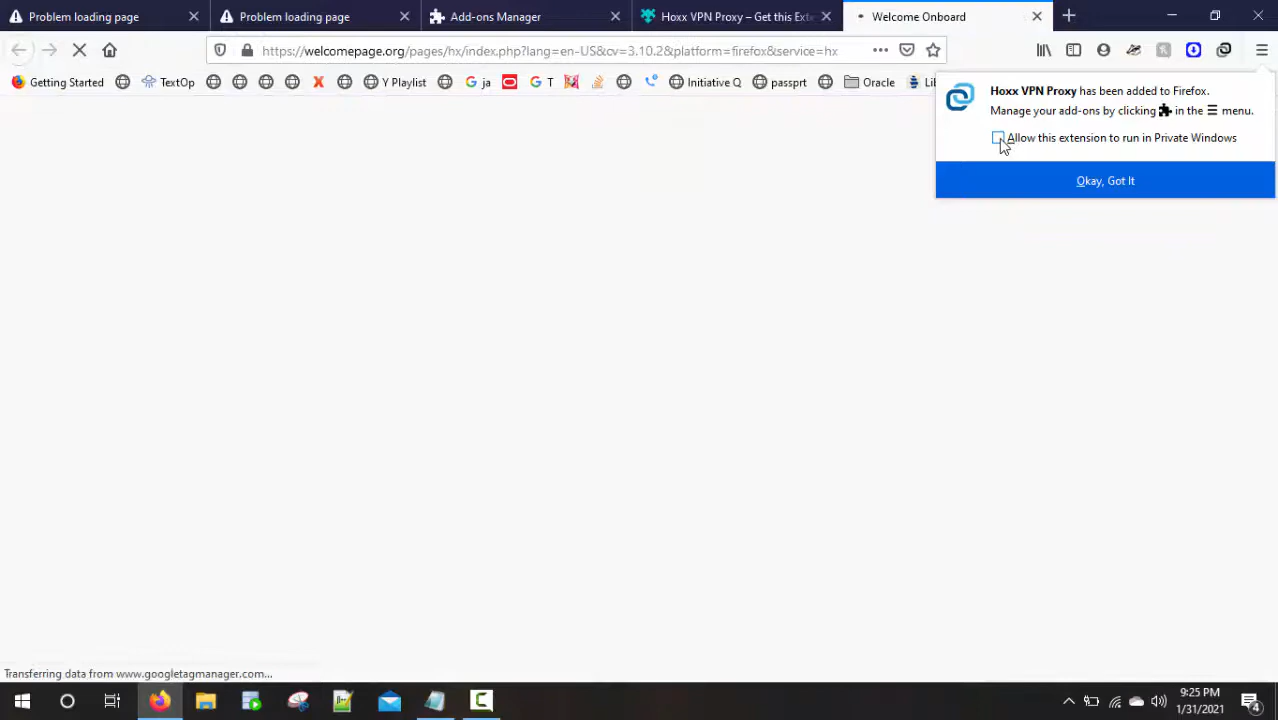 Problem loading page
Problem loading page
Add-ons Manager
Hoxx VPN Proxy – Get this Exte
Welcome Onboard
https://welcomepage.org/pages/hx/index.php?lang=en-US&cv=3.10.2&platform=firefox&service=hx
Getting Started
TextOp
Y Playlist
ja
T
Initiative Q
passprt
Oracle
Lil
Hoxx VPN Proxy has been added to Firefox.
Manage your add-ons by clicking in the menu.
Allow this extension to run in Private Windows
Okay, Got It
Transferring data from www.googletagmanager.com...
9:25 PM
1/31/2021
4